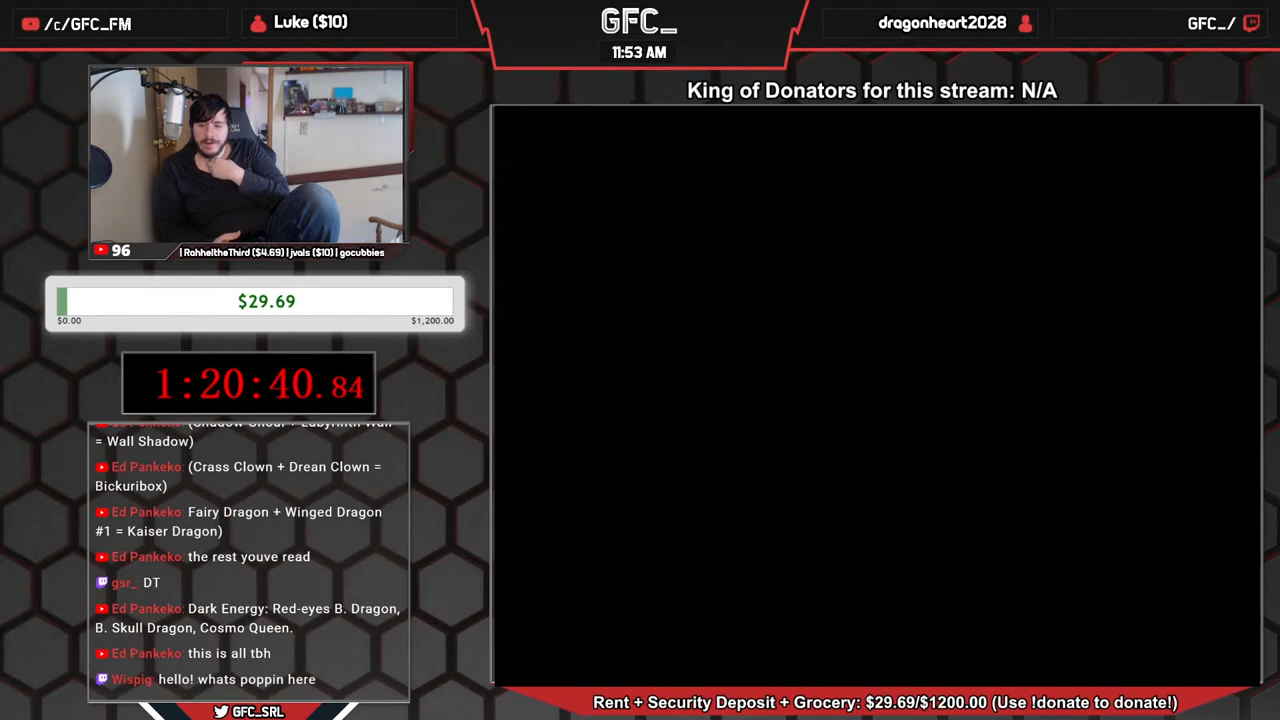 /c/GFC_FM
Luke ($10)
GFC_
11:53 AM
dragonheart2028
GFC_/
King of Donators for this stream: N/A
96
| RahheltheThird ($4.69) | jvals ($10) | gocubbies
$29.69
$0.00
$1,200.00
1:20:40.84
= Wall Shadow)
Ed Pankeko: (Crass Clown + Drean Clown =
Bickuribox)
Ed Pankeko: Fairy Dragon + Winged Dragon
#1 = Kaiser Dragon)
Ed Pankeko: the rest youve read
gsr_: DT
Ed Pankeko: Dark Energy: Red-eyes B. Dragon,
B. Skull Dragon, Cosmo Queen.
Ed Pankeko: this is all tbh
Wispig: hello! whats poppin here
GFC_SRL
Rent + Security Deposit + Grocery: $29.69/$1200.00 (Use !donate to donate!)